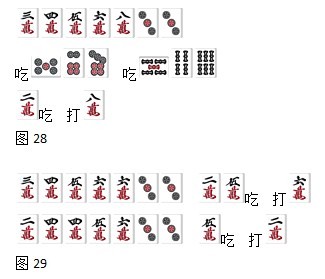 三萬 四萬 五萬 六萬 八萬
吃 吃
二萬 吃 打 八萬
图 28
三萬 四萬 伍萬 六萬 六萬 二萬 伍萬 吃 打 六萬
二萬 四萬 四萬 伍萬 六萬 伍萬 吃 打 二萬
图 29